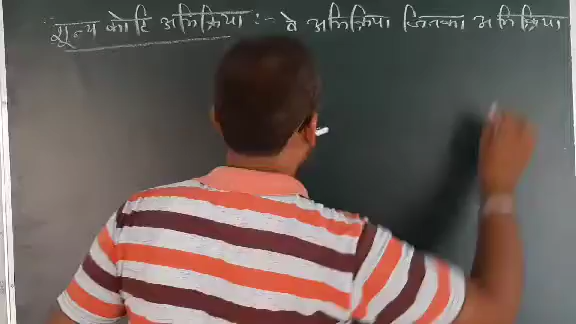 शून्य कोटि अभिक्रिया :- वे अभिक्रिया जिनका अभिक्रिया